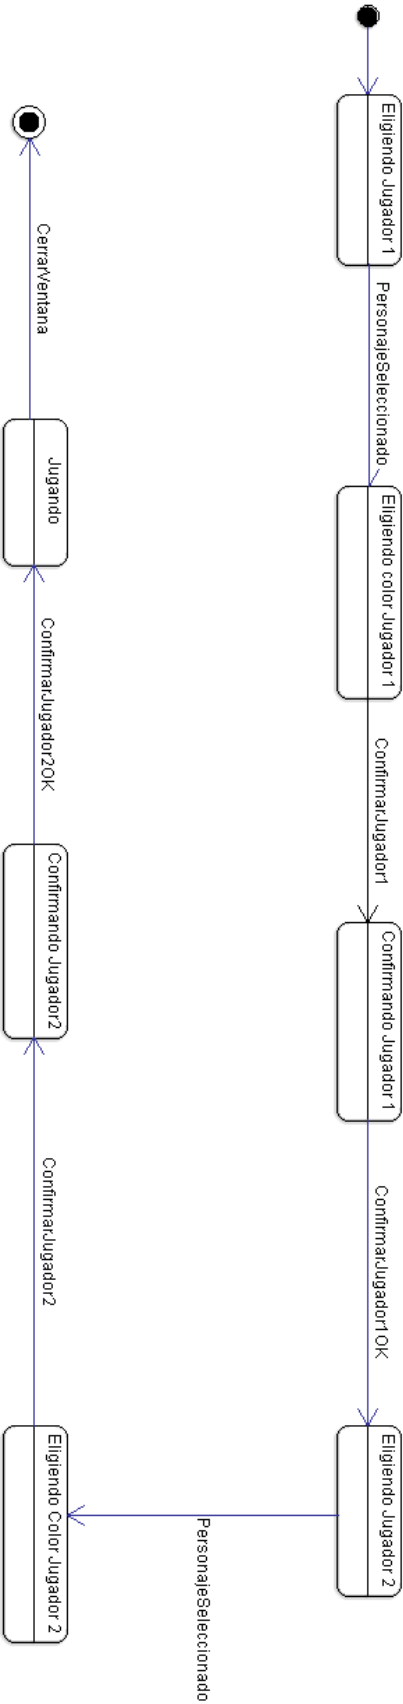 Eligiendo Jugador 1
PersonajeSeleccionado
Eligiendo color Jugador 1
ConfirmarJugador1
Confirmando Jugador 1
ConfirmarJugador1OK
Eligiendo Jugador 2
PersonajeSeleccionado
Eligiendo Color Jugador 2
ConfirmarJugador2
Confirmando Jugador2
ConfirmarJugador2OK
Jugando
CerrarVentana